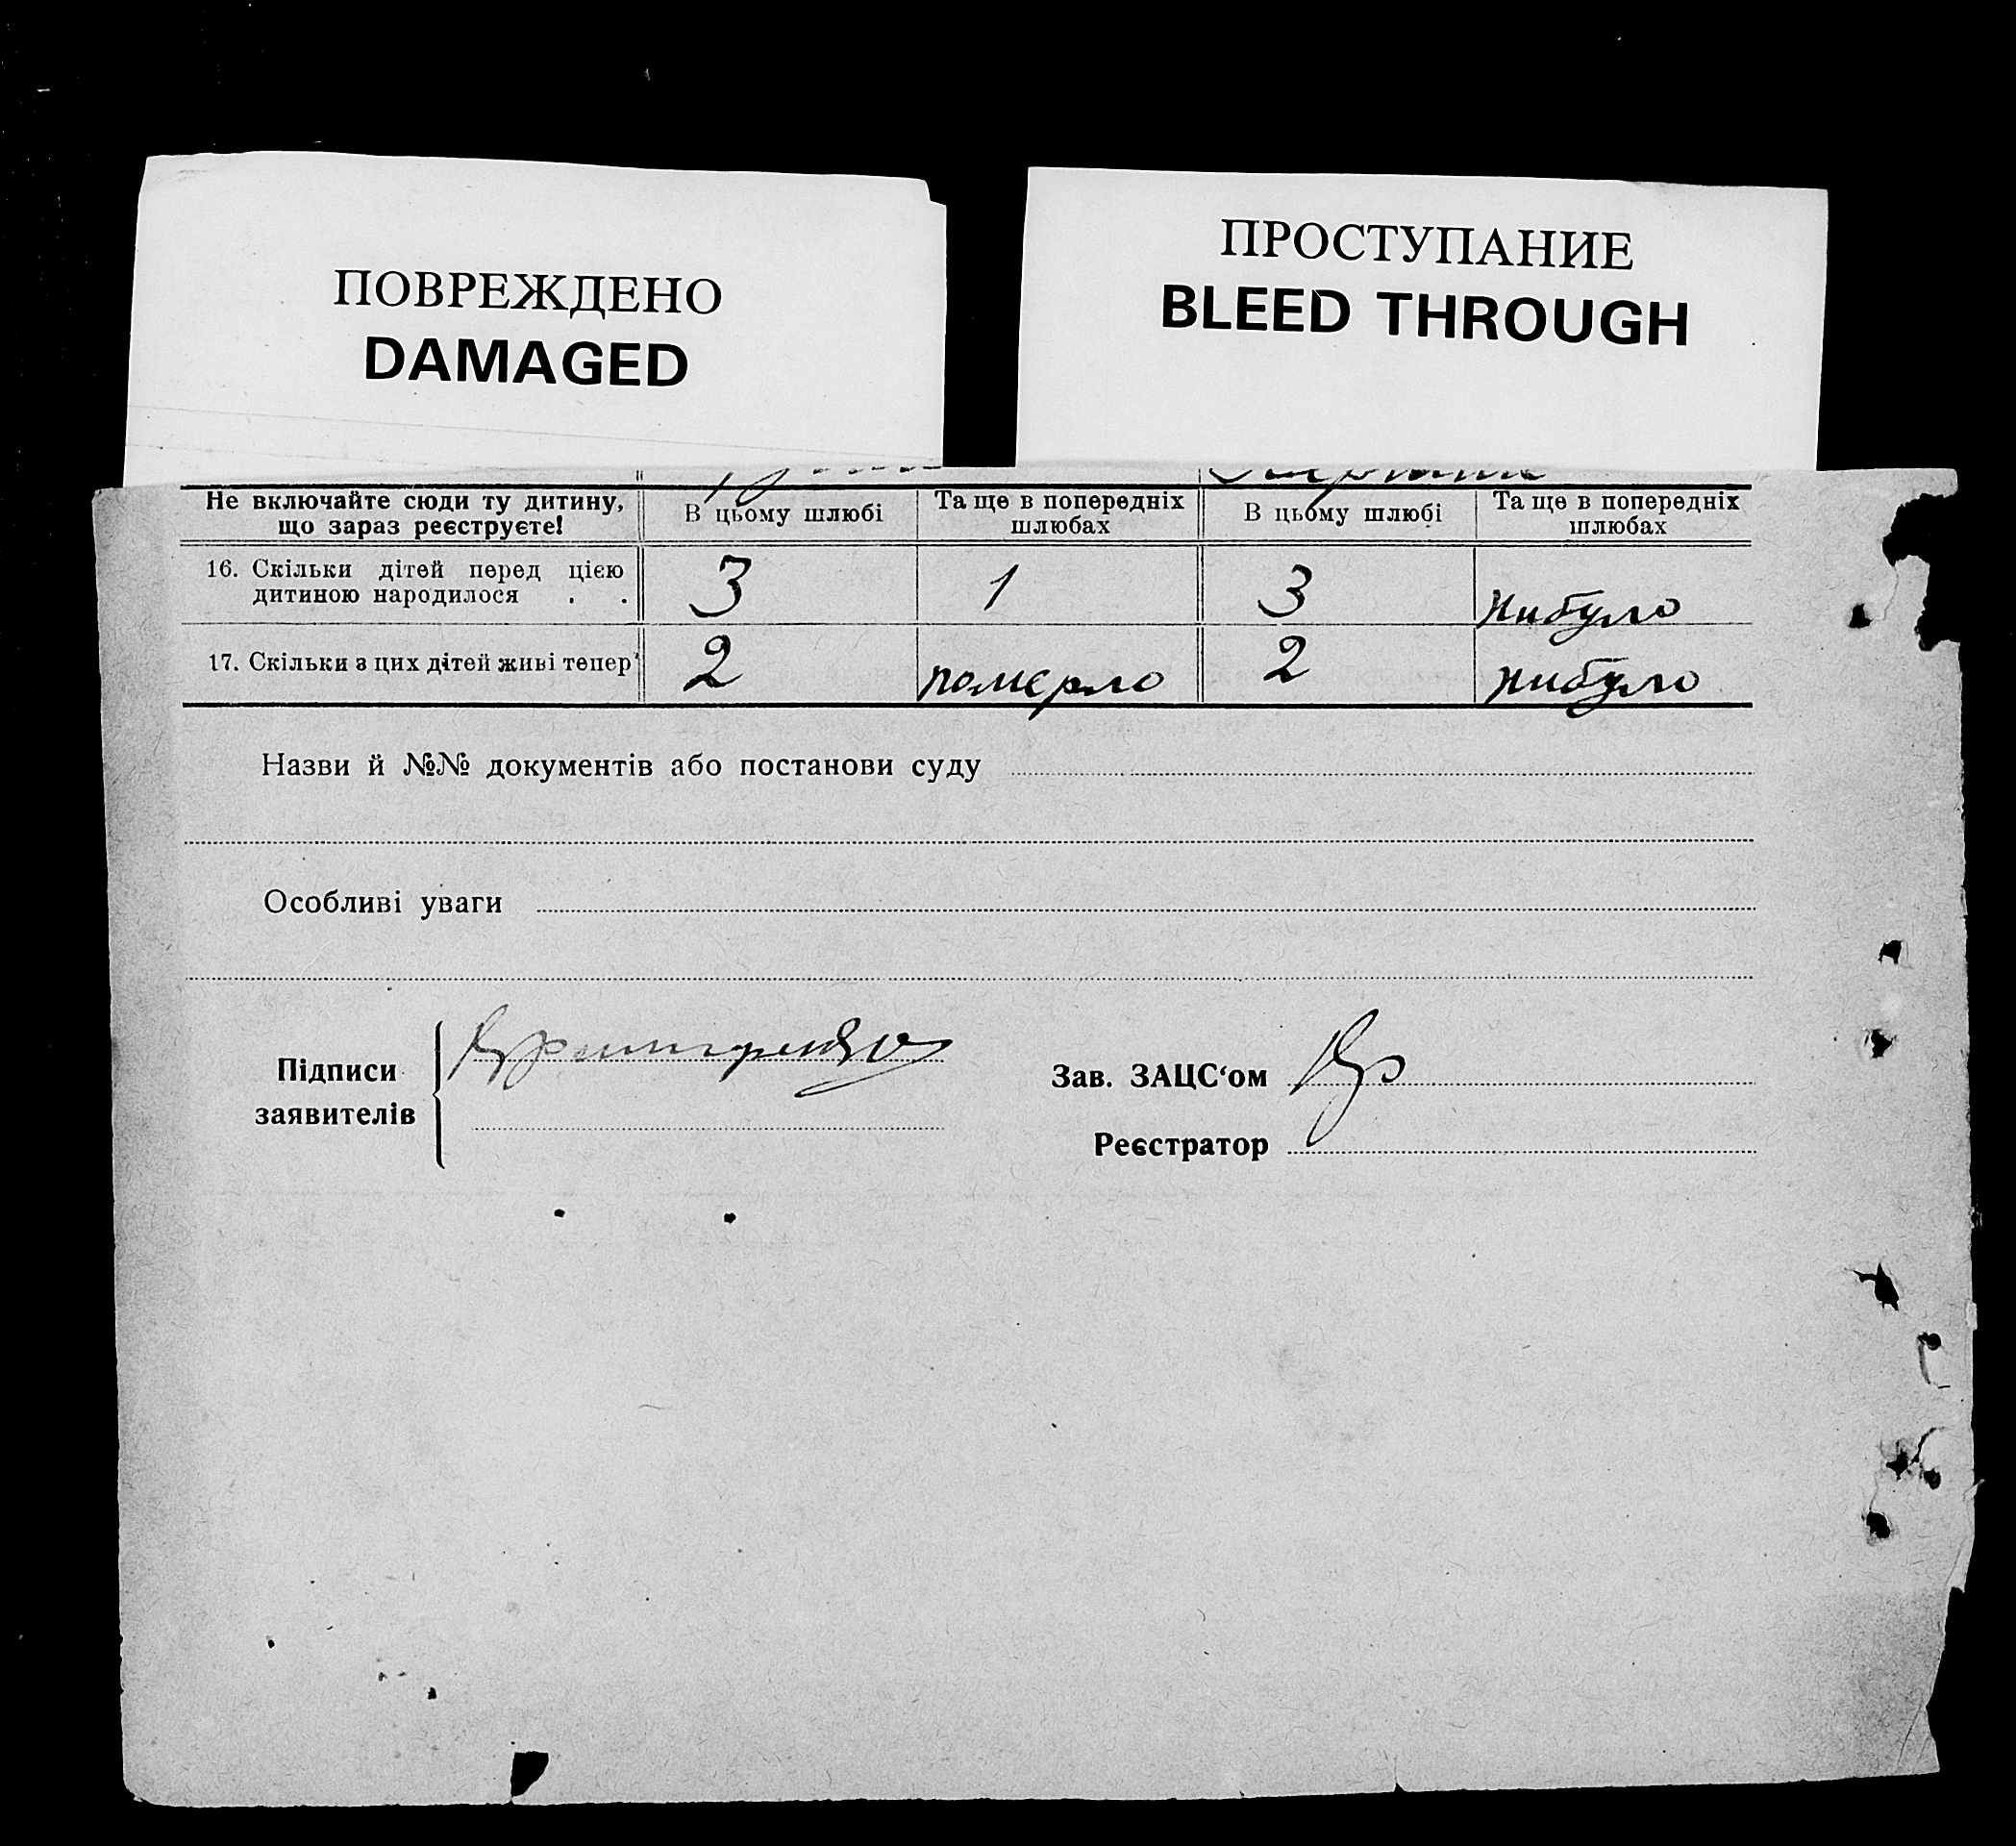 ПОВРЕЖДЕНО
DAMAGED
ПРОСТУПАНИЕ
BLEED THROUGH
Не включайте сюди ту дитину, що зараз реєструєте!
В цьому шлюбі
Та ще в попередніх шлюбах
В цьому шлюбі
Та ще в попередніх шлюбах
16. Скільки дітей перед цією дитиною народилося . .
3
1
3
нибуло
17. Скільки з цих дітей живі тепер
2
померло
2
нибуло
Назви й №№ документів або постанови суду
Особливі уваги
Підписи
заявителів
Зав. ЗАЦС‘ом
Реєстратор